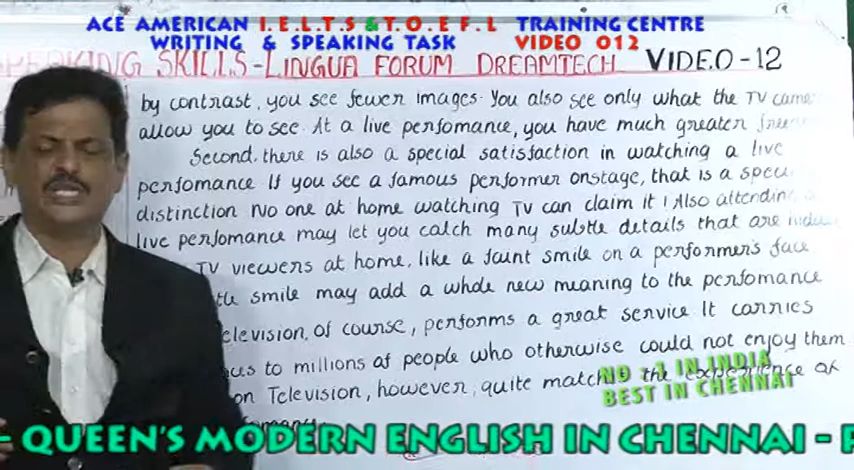 ACE AMERICAN I.E.L.T.S & T.O.E.F.L TRAINING CENTRE
WRITING & SPEAKING TASK VIDEO 012
SPEAKING SKILLS - LINGUA FORUM DREAMTECH VIDEO - 12
by contrast, you see fewer images. You also see only what the TV came
allow you to see. At a live perfomance, you have much greater
Second, there is also a special satisfaction in watching a live
perfomance If you see a famous performer onstage, that is a
distinction No one at home watching TV can claim it! Also attending
live perfomance may let you catch many subtle details that are
TV viewers at home, like a faint smile on a performer's face
smile may add a whole new meaning to the perfomance
elevision, of course, performs a great service It carries
to millions of people who otherwise could not enjoy them
on Television, however, quite match the experience of
NO - 1 IN INDIA
BEST IN CHENNAI
- QUEEN'S MODERN ENGLISH IN CHENNAI -